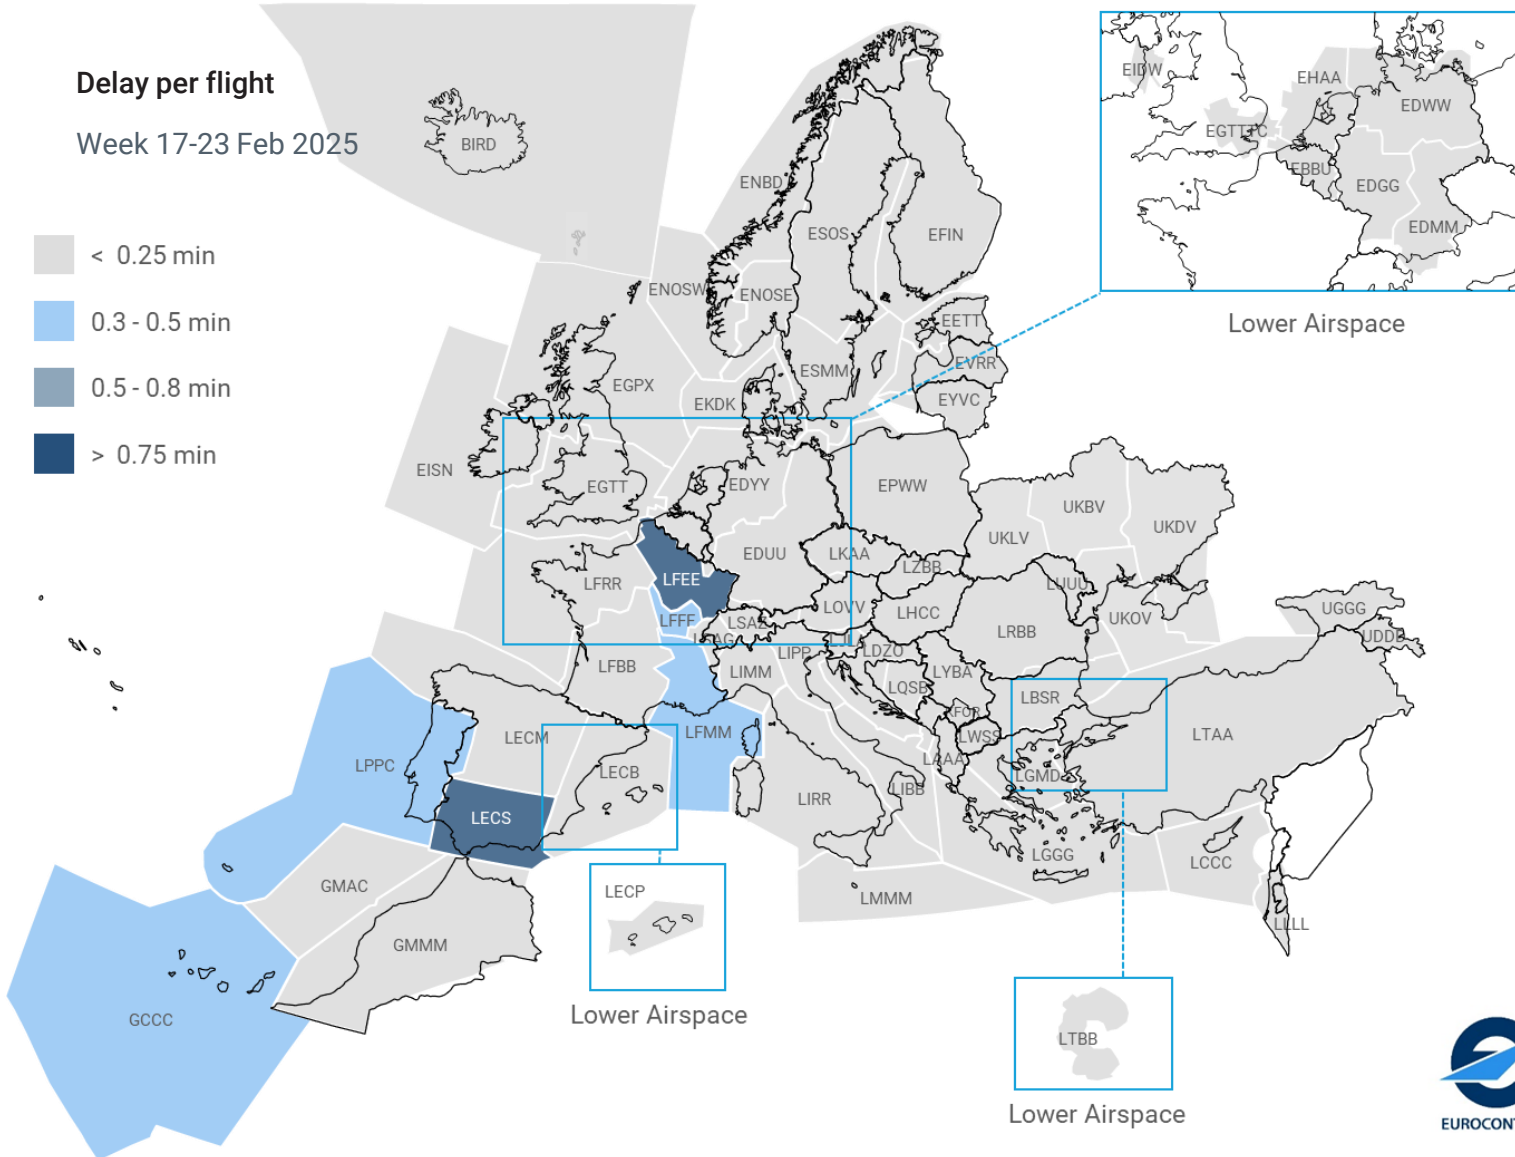 Delay per flight
Week 17-23 Feb 2025
< 0.25 min
0.3 - 0.5 min
0.5 - 0.8 min
> 0.75 min
BIRD
ENBD
ESOS
EFIN
ENOSW
ENOSE
EETT
EVRR
EYVC
ESMM
EGPX
EKDK
EISN
EGTT
EDYY
EPWW
UKBV
UKDV
UKLV
EDUU
LKAA
LZBB
LFEE
LFRR
LUUU
LOVV
LHCC
UKOV
UGGG
LFFF
LSAZ
LSAG
LRBB
UDDD
LJLA
LDZO
LIPP
LFBB
LIMM
LYBA
LQSB
LBSR
KFOR
LWSS
LFMM
LECM
LTAA
LPPC
LECB
LAAA
LGMD
LIBB
LIRR
LECS
LGGG
LCCC
GMAC
LMMM
LLLL
GMMM
GCCC
EIDW
EHAA
EDWW
EGTTTC
EBBU
EDGG
EDMM
Lower Airspace
LECP
Lower Airspace
LTBB
Lower Airspace